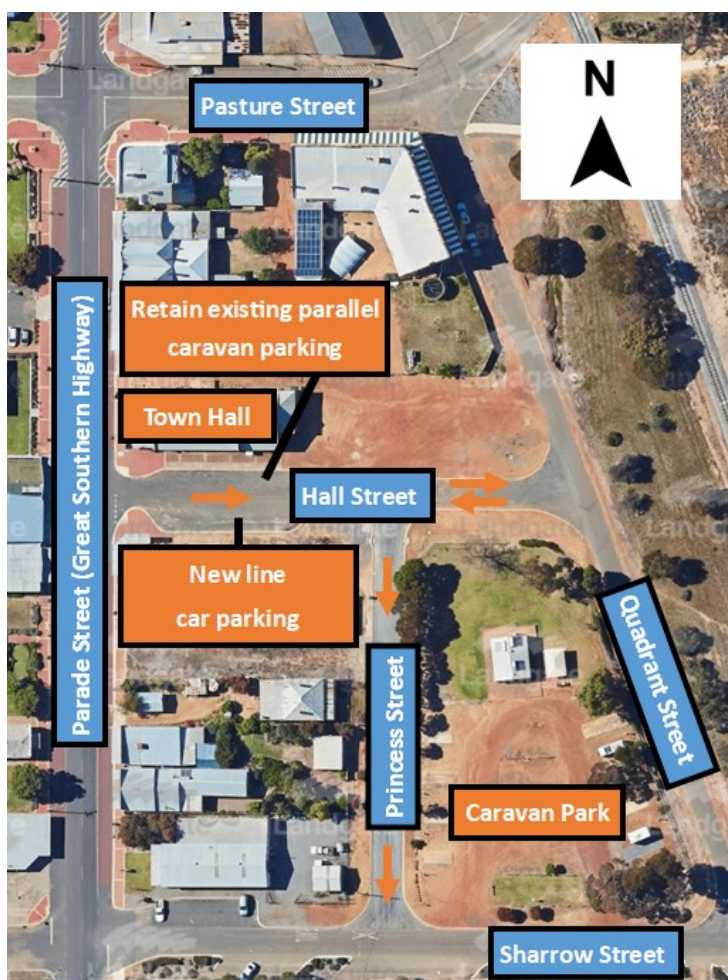 Pasture Street
N
Retain existing parallel
caravan parking
Town Hall
Parade Street (Great Southern Highway)
Hall Street
New line
car parking
Quadrant Street
Princess Street
Caravan Park
Sharrow Street
Landgate